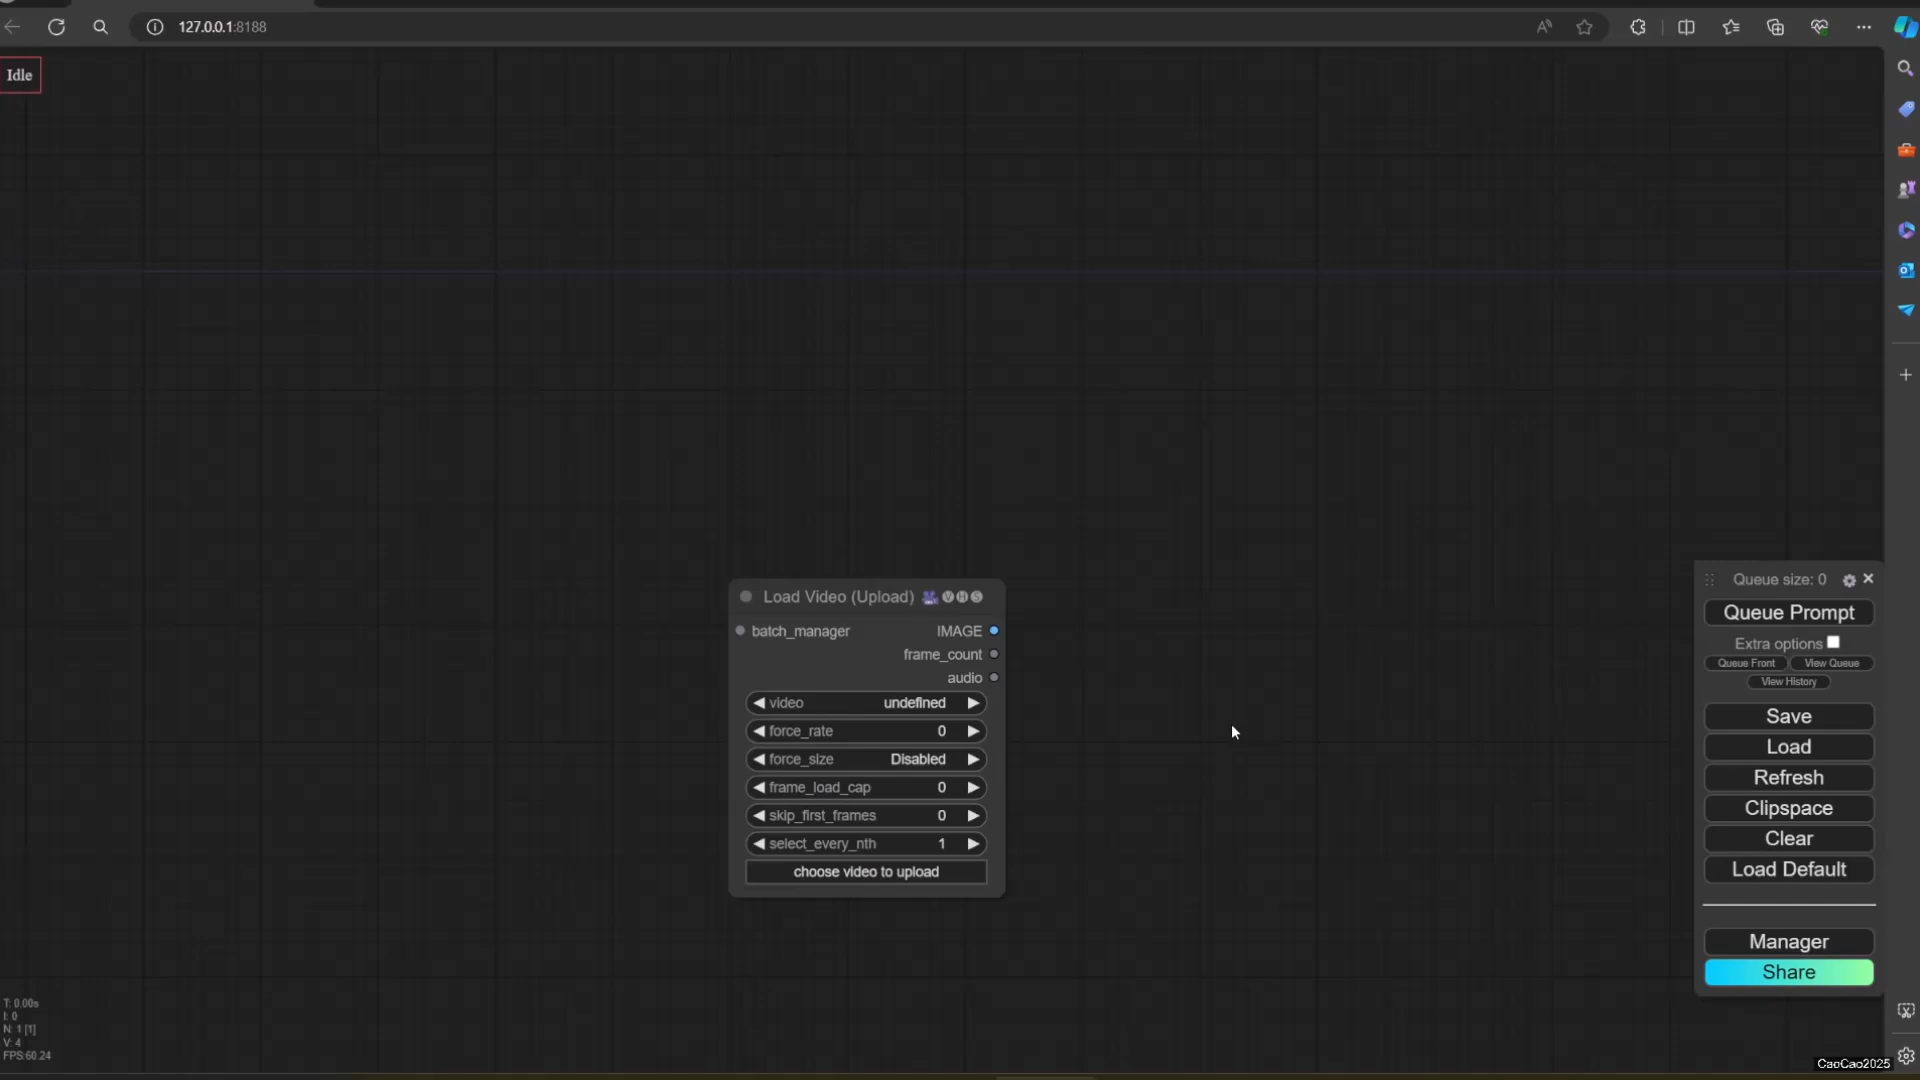 127.0.0.1:8188
Idle
Load Video (Upload) VHS
batch_manager IMAGE
frame_count
audio
video undefined
force_rate 0
force_size Disabled
frame_load_cap 0
skip_first_frames 0
select_every_nth 1
choose video to upload
Queue size: 0
Queue Prompt
Extra options
Queue Front View Queue
View History
Save
Load
Refresh
Clipspace
Clear
Load Default
Manager
Share
T: 0.00s
I: 0
N: 1 [1]
V: 4
FPS:60.24
CaoCao2025